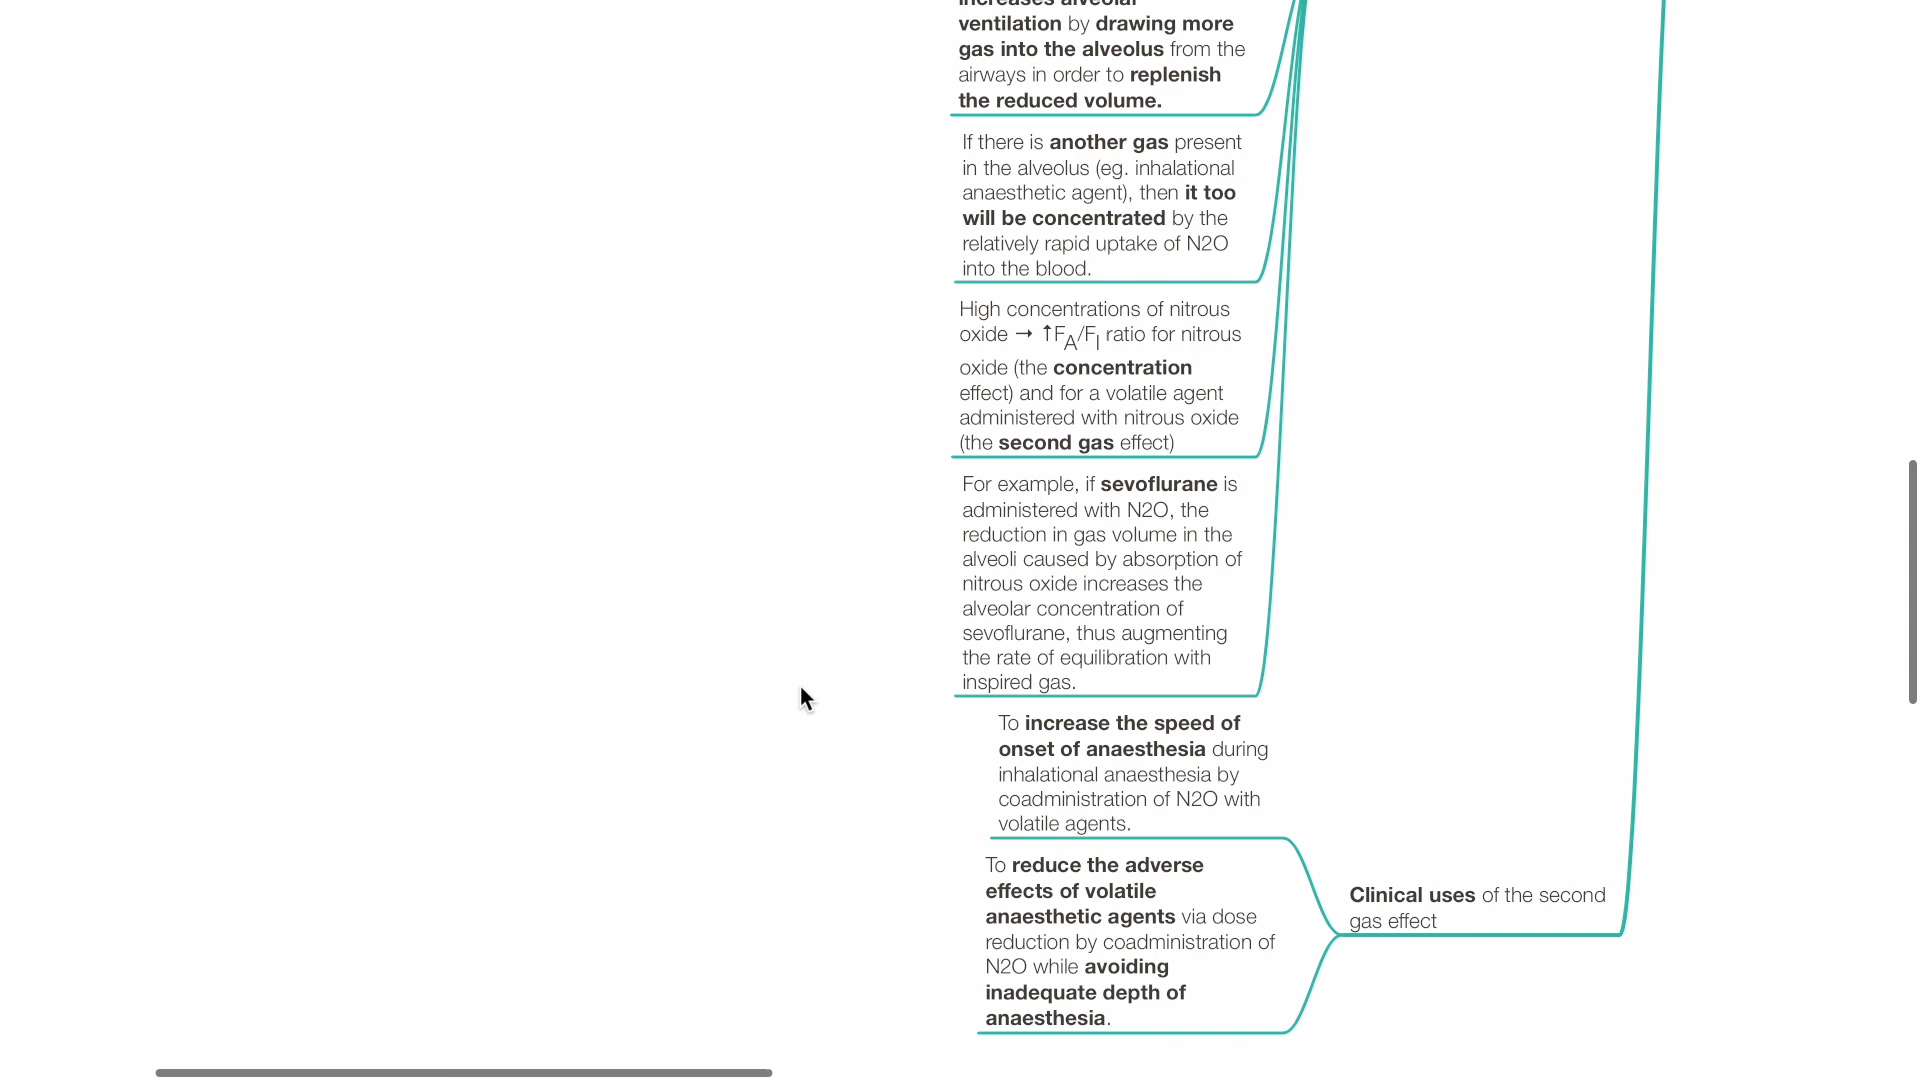 increases alveolar
ventilation by drawing more
gas into the alveolus from the
airways in order to replenish
the reduced volume.
If there is another gas present
in the alveolus (eg. inhalational
anaesthetic agent), then it too
will be concentrated by the
relatively rapid uptake of N2O
into the blood.
High concentrations of nitrous
oxide → ↑FA/FI ratio for nitrous
oxide (the concentration
effect) and for a volatile agent
administered with nitrous oxide
(the second gas effect)
For example, if sevoflurane is
administered with N2O, the
reduction in gas volume in the
alveoli caused by absorption of
nitrous oxide increases the
alveolar concentration of
sevoflurane, thus augmenting
the rate of equilibration with
inspired gas.
To increase the speed of
onset of anaesthesia during
inhalational anaesthesia by
coadministration of N2O with
volatile agents.
To reduce the adverse
effects of volatile
anaesthetic agents via dose
reduction by coadministration of
N2O while avoiding
inadequate depth of
anaesthesia.
Clinical uses of the second
gas effect